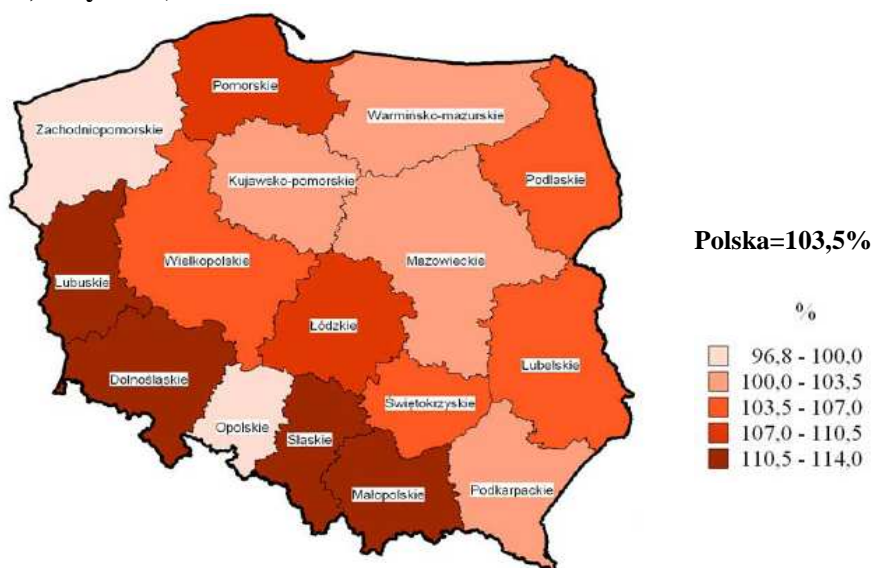 Pomorskie
Warmińsko-mazurskie
Zachodniopomorskie
Kujawsko-pomorskie
Podlaskie
Polska=103,5%
Wielkopolskie
Mazowieckie
Lubuskie
%
Łódzkie
96,8 - 100,0
Lubelskie
100,0 - 103,5
Dolnośląskie
103,5 - 107,0
Świętokrzyskie
107,0 - 110,5
Opolskie
Śląskie
110,5 - 114,0
Małopolskie
Podkarpackie